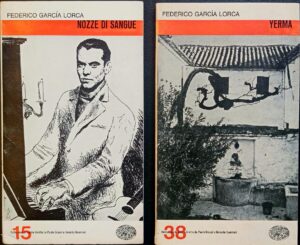 FEDERICO GARCÍA LORCA
NOZZE DI SANGUE
15
FEDERICO GARCÍA LORCA
YERMA
38